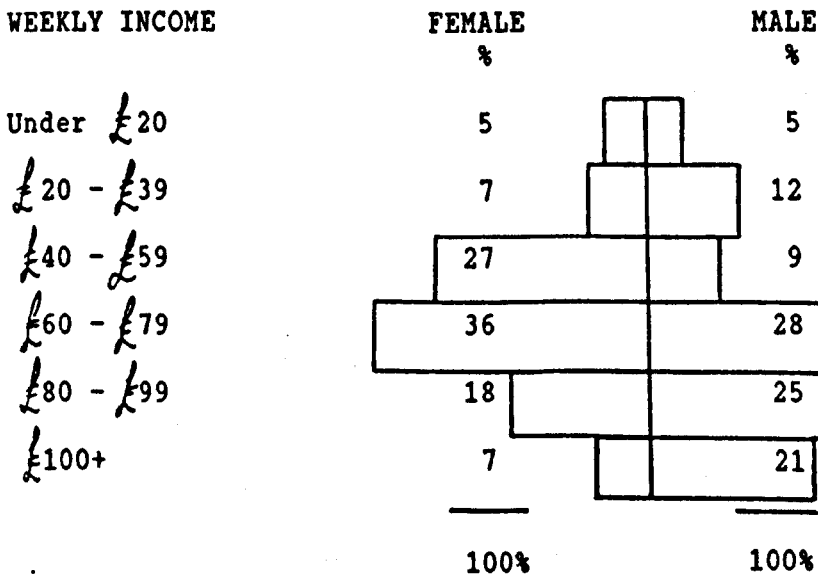 WEEKLY INCOME FEMALE MALE
% %
Under £20 5 5
£20 - £39 7 12
£40 - £59 27 9
£60 - £79 36 28
£80 - £99 18 25
£100+ 7 21
100% 100%